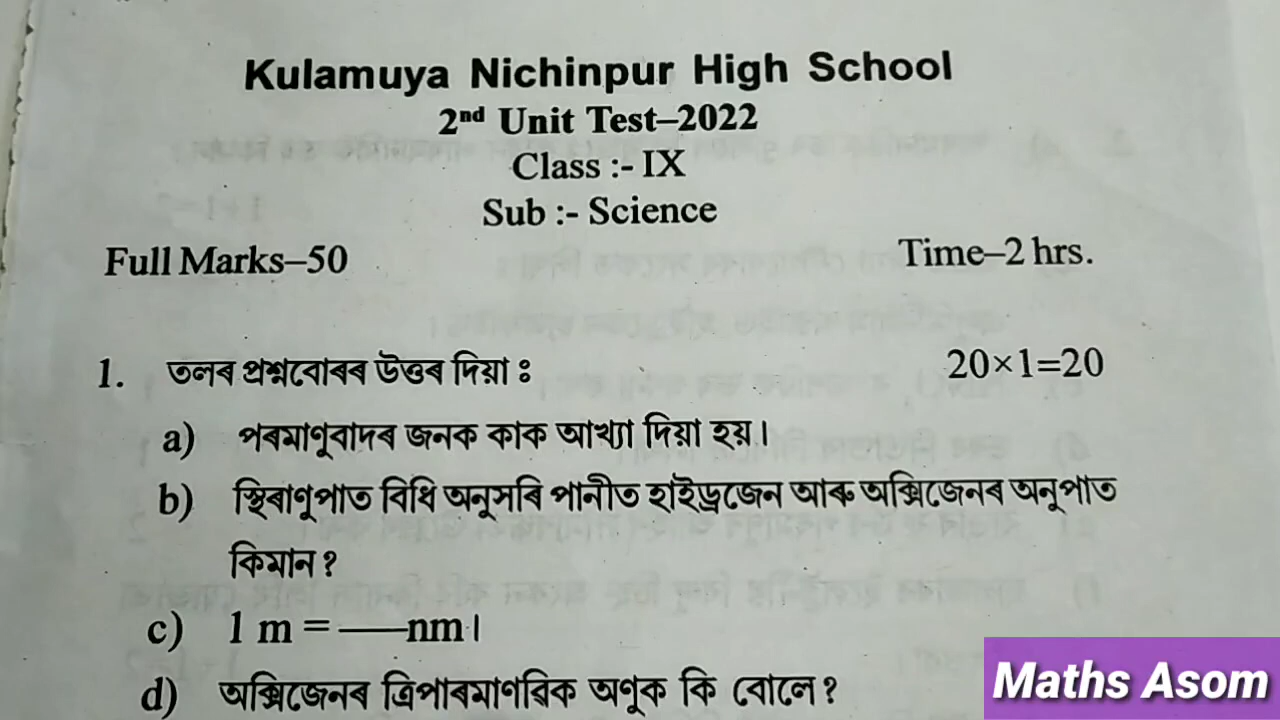 Kulamuya Nichinpur High School
2nd Unit Test–2022
Class :- IX
Sub :- Science
Full Marks–50 Time–2 hrs.
1. তলৰ প্ৰশ্নবোৰৰ উত্তৰ দিয়া ঃ 20×1=20
a) পৰমাণুবাদৰ জনক কাক আখ্যা দিয়া হয়।
b) স্থিৰাণুপাত বিধি অনুসৰি পানীত হাইড্ৰজেন আৰু অক্সিজেনৰ অনুপাত
কিমান ?
c) 1 m = ——nm।
d) অক্সিজেনৰ ত্ৰিপাৰমাণৱিক অণুক কি বোলে ?
Maths Asom